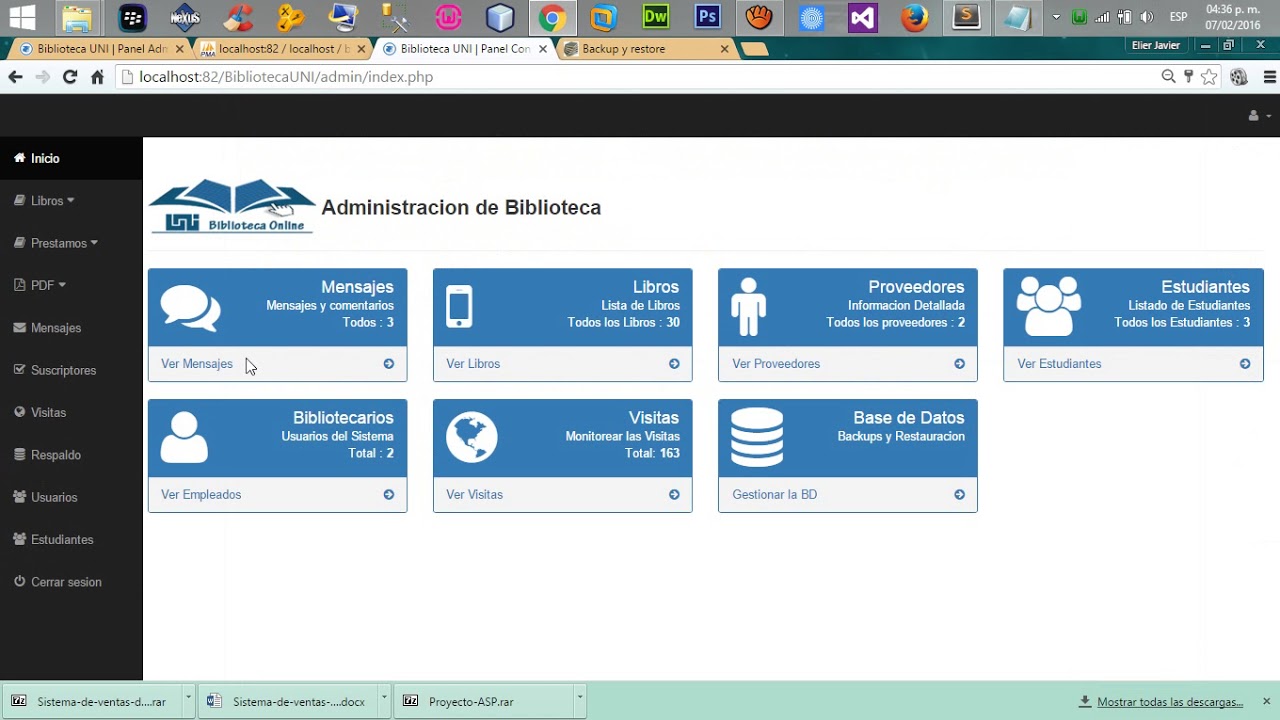 NEXUS
Dw
Ps
S
ESP
04:36 p. m.
07/02/2016
Biblioteca UNI | Panel Adm
PMA
localhost:82 / localhost / b
Biblioteca UNI | Panel Con
Backup y restore
Elier Javier
localhost:82/BibliotecaUNI/admin/index.php
Inicio
Libros
Prestamos
PDF
Mensajes
Suscriptores
Visitas
Respaldo
Usuarios
Estudiantes
Cerrar sesion
UNI Biblioteca Online
Administracion de Biblioteca
Mensajes
Mensajes y comentarios
Todos : 3
Ver Mensajes
Libros
Lista de Libros
Todos los Libros : 30
Ver Libros
Proveedores
Informacion Detallada
Todos los proveedores : 2
Ver Proveedores
Estudiantes
Listado de Estudiantes
Todos los Estudiantes : 3
Ver Estudiantes
Bibliotecarios
Usuarios del Sistema
Total : 2
Ver Empleados
Visitas
Monitorear las Visitas
Total: 163
Ver Visitas
Base de Datos
Backups y Restauracion
Gestionar la BD
Sistema-de-ventas-d....rar
Sistema-de-ventas-....docx
Proyecto-ASP.rar
Mostrar todas las descargas...